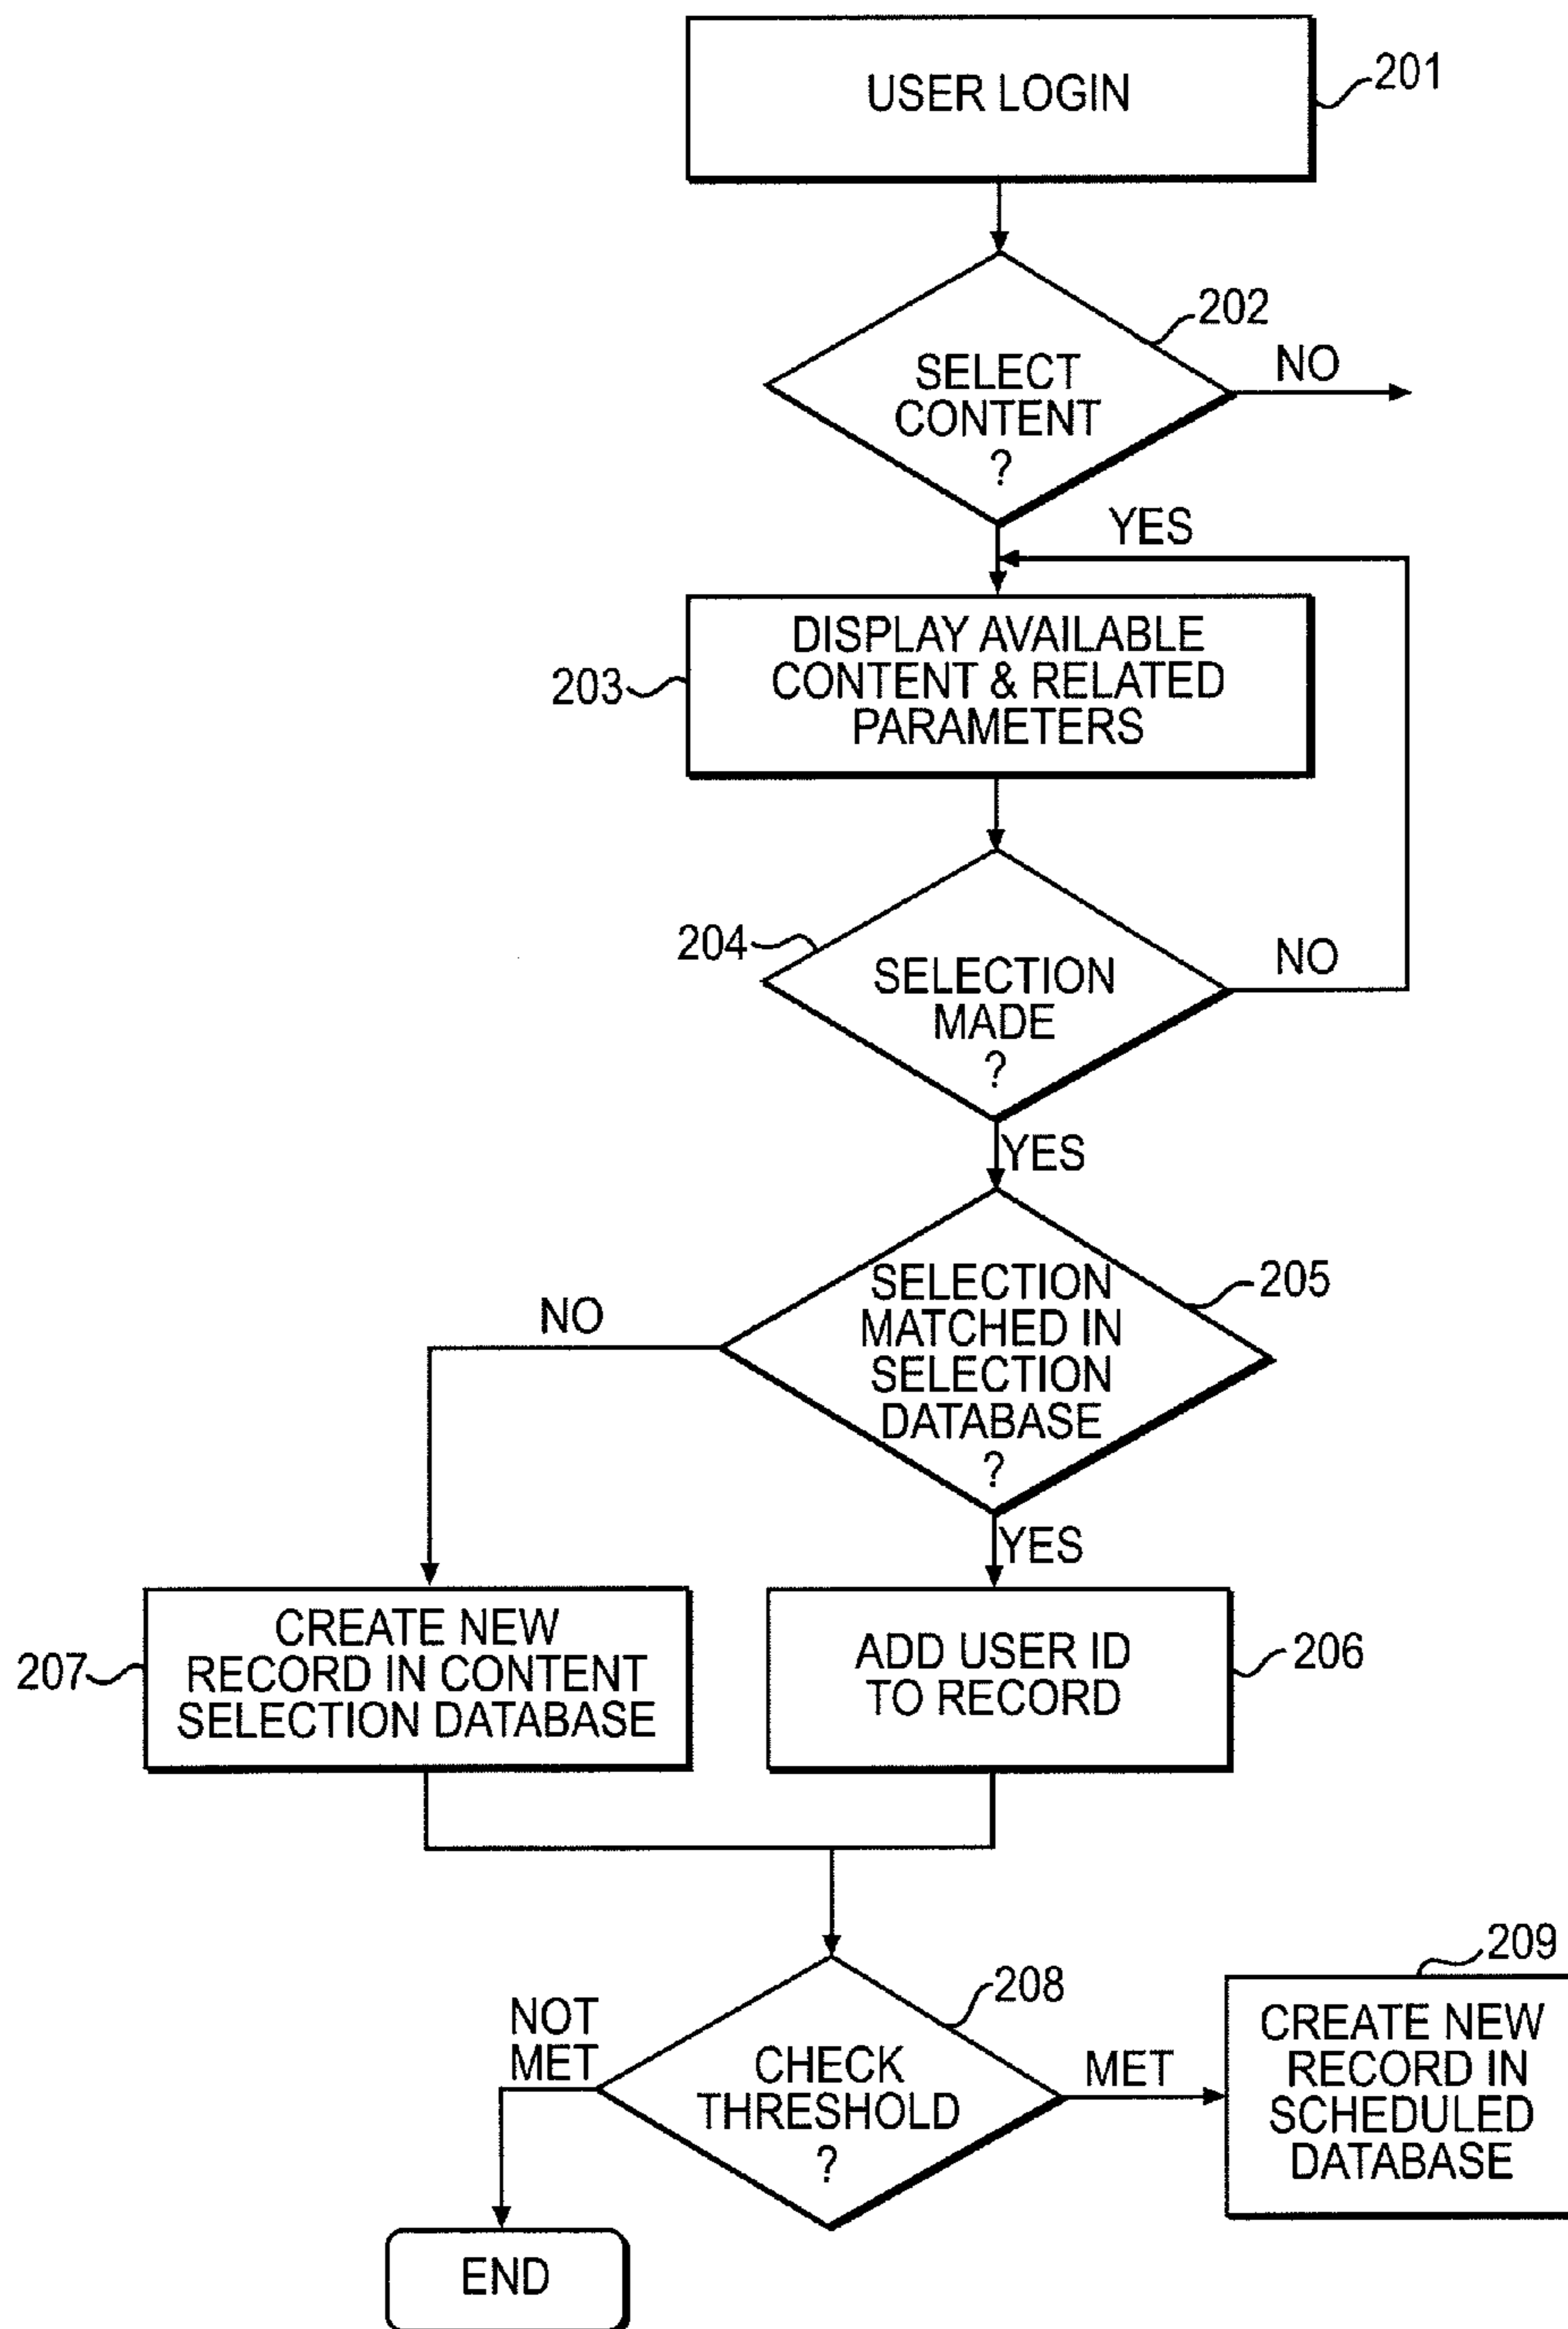 USER LOGIN
201
202
SELECT
CONTENT
?
NO
YES
DISPLAY AVAILABLE
CONTENT & RELATED
PARAMETERS
203
204
SELECTION
MADE
?
NO
YES
SELECTION
MATCHED IN
SELECTION
DATABASE
?
205
NO
YES
CREATE NEW
RECORD IN CONTENT
SELECTION DATABASE
207
ADD USER ID
TO RECORD
206
208
CHECK
THRESHOLD
?
NOT
MET
MET
209
CREATE NEW
RECORD IN
SCHEDULED
DATABASE
END